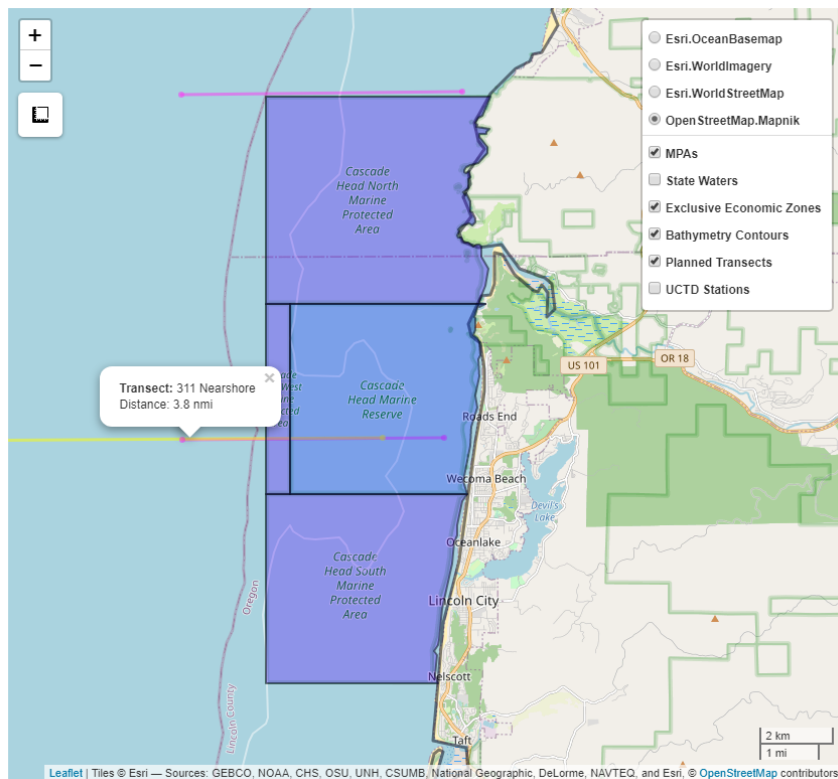 +
−
Esri.OceanBasemap
Esri.WorldImagery
Esri.WorldStreetMap
OpenStreetMap.Mapnik
MPAs
State Waters
Exclusive Economic Zones
Bathymetry Contours
Planned Transects
UCTD Stations
Cascade
Head North
Marine
Protected
Area
US 101
OR 18
Transect: 311 Nearshore
Distance: 3.8 nmi
×
Cascade
Head Marine
Reserve
Roads End
Wecoma Beach
Devil's
Lake
Oceanlake
Cascade
Head South
Marine
Protected
Area
Oregon
Lincoln City
Nelscott
Lincoln County
Taft
2 km
1 mi
Leaflet | Tiles © Esri — Sources: GEBCO, NOAA, CHS, OSU, UNH, CSUMB, National Geographic, DeLorme, NAVTEQ, and Esri, © OpenStreetMap contributors